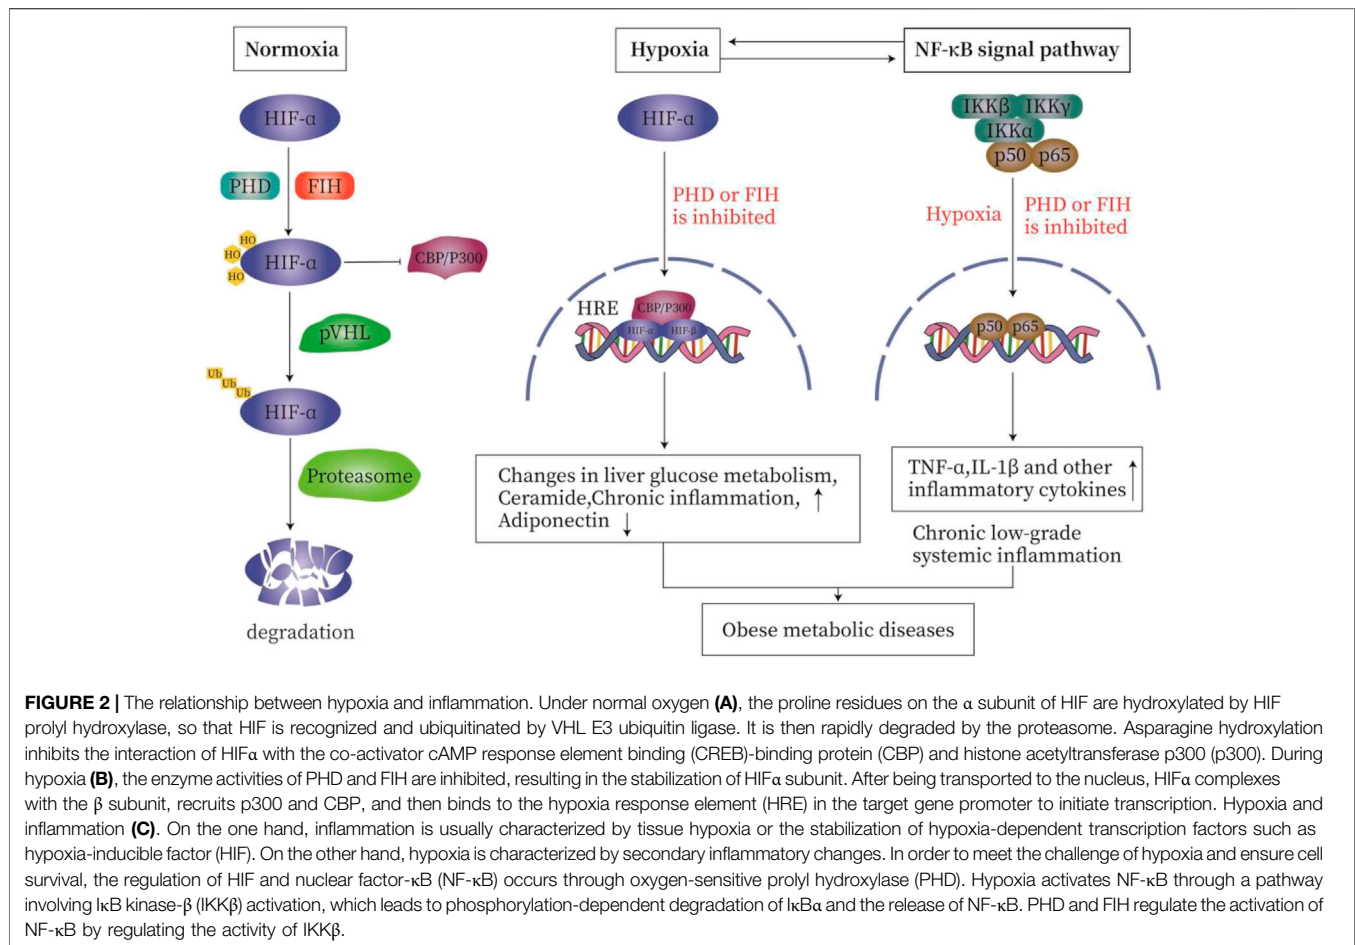 Normoxia
HIF-α
PHD
FIH
HO
HO
HO
HIF-α
CBP/P300
pVHL
Ub
Ub
Ub
HIF-α
Proteasome
degradation
Hypoxia
HIF-α
PHD or FIH
is inhibited
HRE
CBP/P300
HIF-α
HIF-β
Changes in liver glucose metabolism,
Ceramide,Chronic inflammation,
Adiponectin
NF-κB signal pathway
IKKβ
IKKγ
IKKα
p50
p65
Hypoxia
PHD or FIH
is inhibited
p50
p65
TNF-α,IL-1β and other
inflammatory cytokines
Chronic low-grade
systemic inflammation
Obese metabolic diseases
FIGURE 2 | The relationship between hypoxia and inflammation. Under normal oxygen (A), the proline residues on the α subunit of HIF are hydroxylated by HIF
prolyl hydroxylase, so that HIF is recognized and ubiquitinated by VHL E3 ubiquitin ligase. It is then rapidly degraded by the proteasome. Asparagine hydroxylation
inhibits the interaction of HIFα with the co-activator cAMP response element binding (CREB)-binding protein (CBP) and histone acetyltransferase p300 (p300). During
hypoxia (B), the enzyme activities of PHD and FIH are inhibited, resulting in the stabilization of HIFα subunit. After being transported to the nucleus, HIFα complexes
with the β subunit, recruits p300 and CBP, and then binds to the hypoxia response element (HRE) in the target gene promoter to initiate transcription. Hypoxia and
inflammation (C). On the one hand, inflammation is usually characterized by tissue hypoxia or the stabilization of hypoxia-dependent transcription factors such as
hypoxia-inducible factor (HIF). On the other hand, hypoxia is characterized by secondary inflammatory changes. In order to meet the challenge of hypoxia and ensure cell
survival, the regulation of HIF and nuclear factor-κB (NF-κB) occurs through oxygen-sensitive prolyl hydroxylase (PHD). Hypoxia activates NF-κB through a pathway
involving IκB kinase-β (IKKβ) activation, which leads to phosphorylation-dependent degradation of IκBα and the release of NF-κB. PHD and FIH regulate the activation of
NF-κB by regulating the activity of IKKβ.